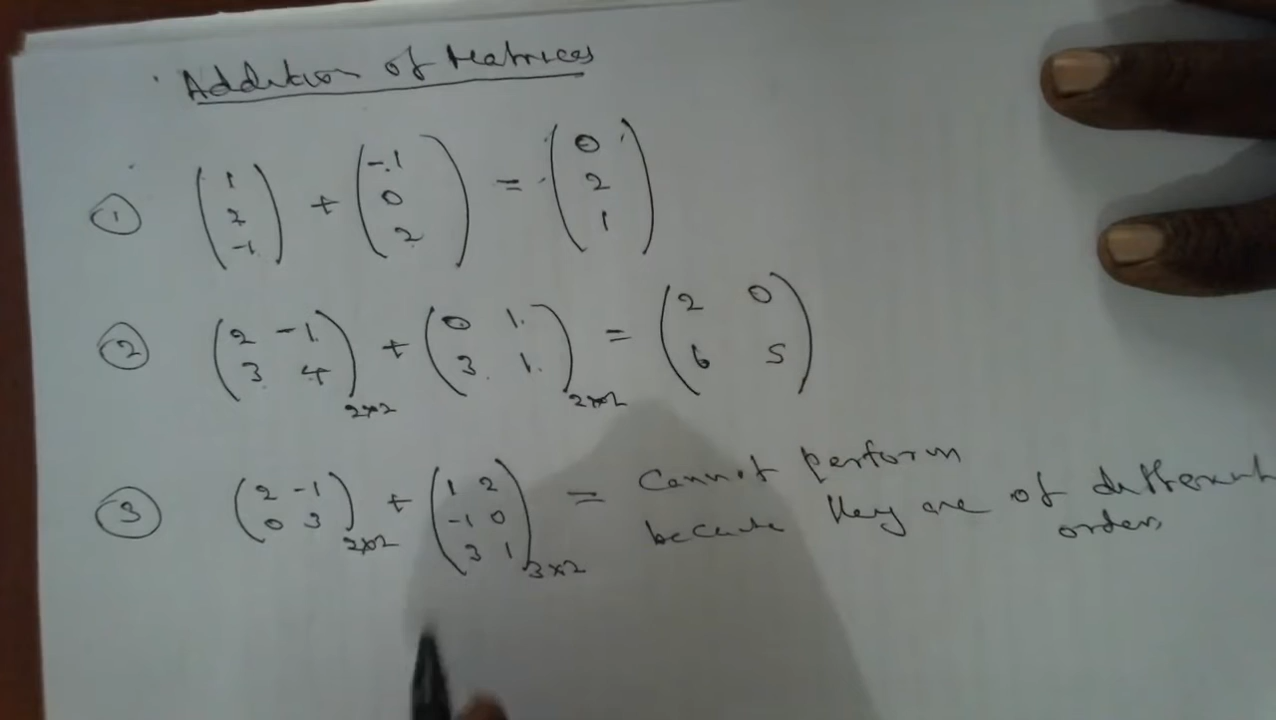 Addition of Matrices
① (1 2 -1) + (-1 0 2) = (0 2 1)
② (2 -1 3 4)2×2 + (0 1 3 1)2×2 = (2 0 6 5)
③ (2 -1 0 3)2×2 + (1 2 -1 0 3 1)3×2 = Cannot perform
because they are of different
orders